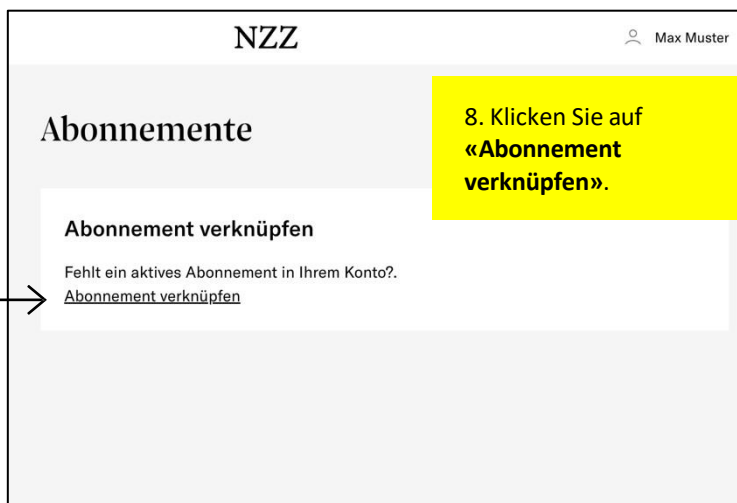 NZZ
Max Muster
Abonnemente
8. Klicken Sie auf
«Abonnement
verknüpfen».
Abonnement verknüpfen
Fehlt ein aktives Abonnement in Ihrem Konto?.
Abonnement verknüpfen